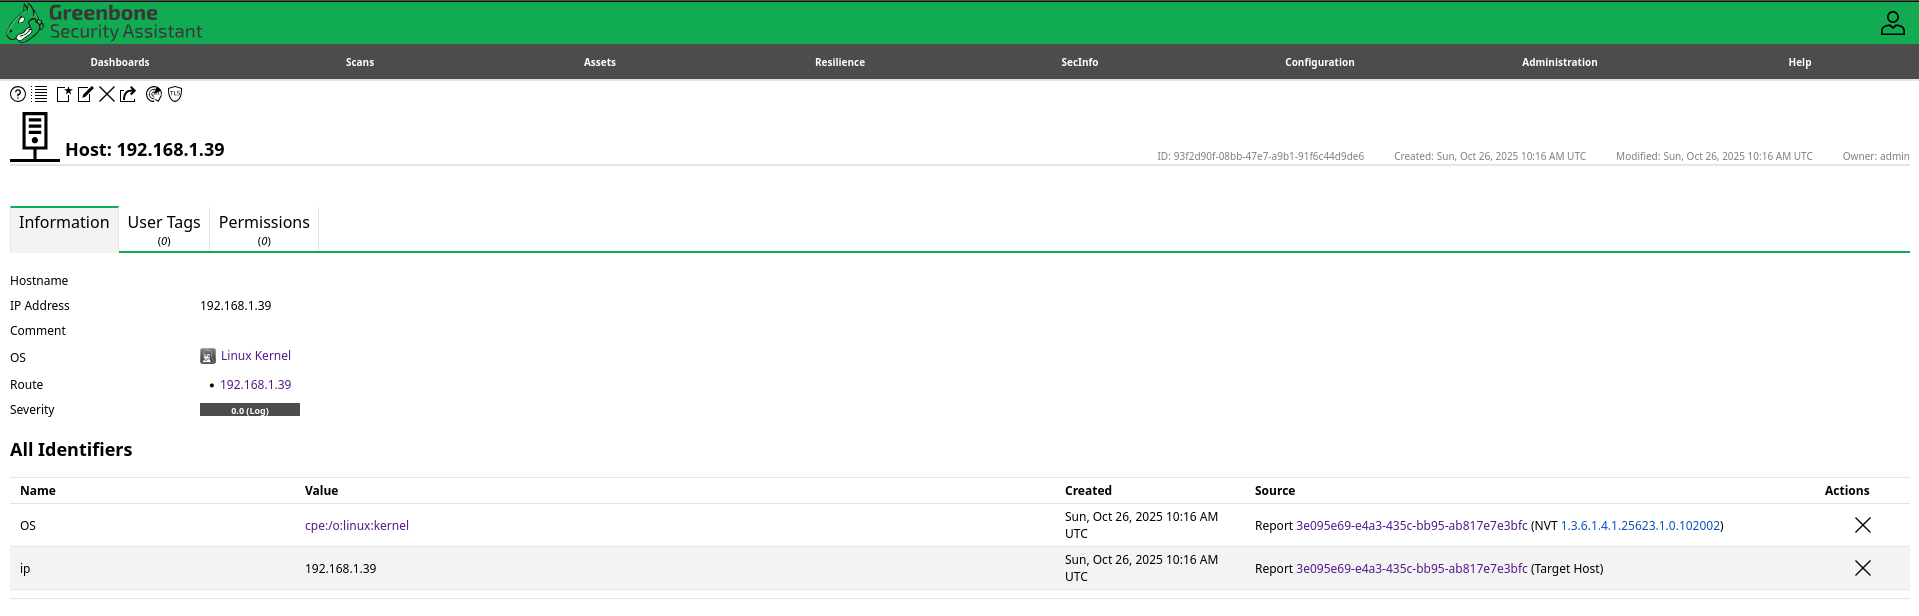 Greenbone
Security Assistant
Dashboards Scans Assets Resilience SecInfo Configuration Administration Help
TLS
Host: 192.168.1.39
ID: 93f2d90f-08bb-47e7-a9b1-91f6c44d9de6 Created: Sun, Oct 26, 2025 10:16 AM UTC Modified: Sun, Oct 26, 2025 10:16 AM UTC Owner: admin
Information User Tags Permissions
(0) (0)
Hostname
IP Address 192.168.1.39
Comment
OS Linux Kernel
Route • 192.168.1.39
Severity 0.0 (Log)
All Identifiers
Name Value Created Source Actions
OS cpe:/o:linux:kernel Sun, Oct 26, 2025 10:16 AM UTC Report 3e095e69-e4a3-435c-bb95-ab817e7e3bfc (NVT 1.3.6.1.4.1.25623.1.0.102002)
ip 192.168.1.39 Sun, Oct 26, 2025 10:16 AM UTC Report 3e095e69-e4a3-435c-bb95-ab817e7e3bfc (Target Host)